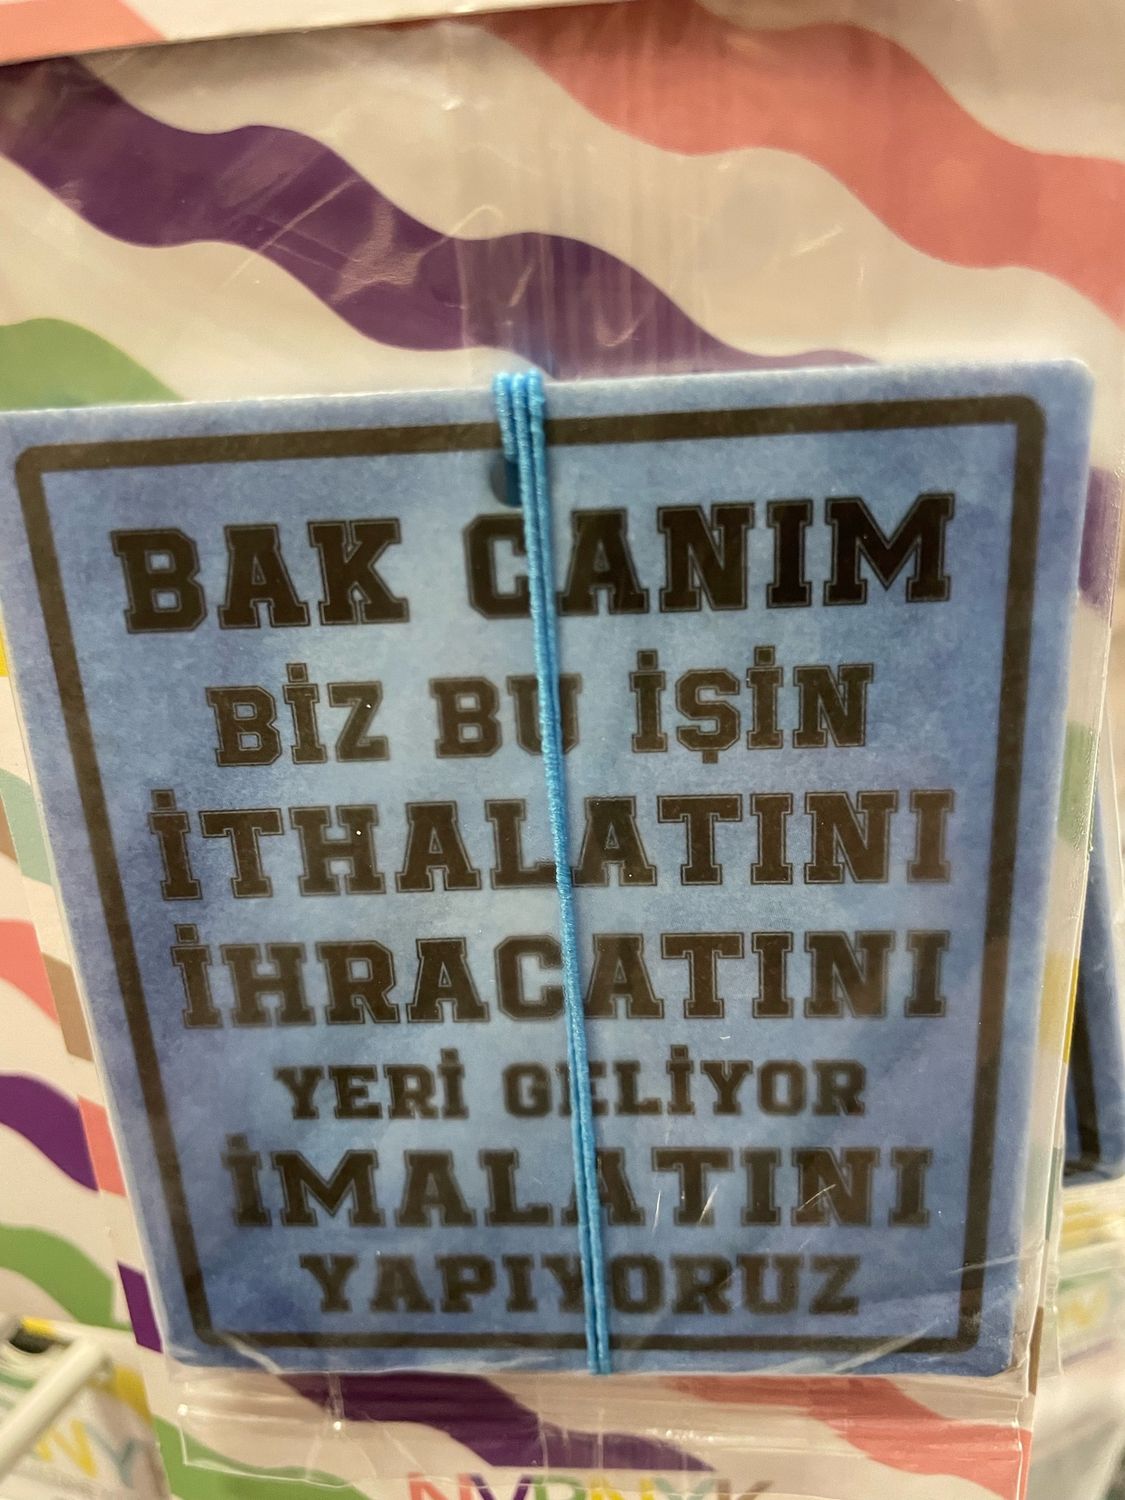 BAK CANIM
BİZ BU İŞİN
İTHALATINI
İHRACATINI
YERİ GELİYOR
İMALATINI
YAPIYORUZ